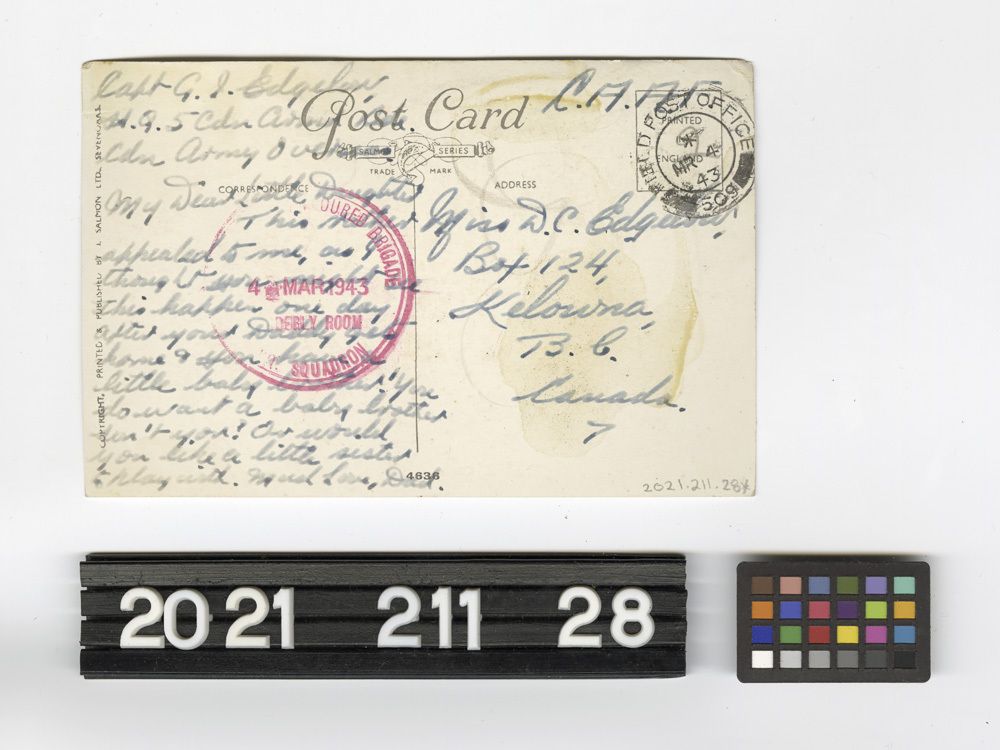 Capt G. I. Edgelow,
H.Q. 5 Cdn Arm'd Bde
Cdn Army Overseas
Post Card
SALMON SERIES
TRADE MARK
CORRESPONDENCE
ADDRESS
C.A.P.F.
PRINTED
ENGLAND
FIELD POST OFFICE
MR 4
43
509
My Dear Little Daughter
This
appealed to me, as I
thought you might
this happen one day
after your Daddy gets
home & you have a
little baby brother. You
do want a baby brother
don't you? Or would
you like a little sister
to play with. Much Love, Dad.
OURED BRIGADE
4 MAR 1943
DERLY ROOM
SQUADRON
Miss D. C. Edgelow,
Box 124,
Kelowna,
B. C.
Canada.
7
COPYRIGHT, PRINTED & PUBLISHED BY J. SALMON LTD. SEVENOAKS.
4636
2021.211.28
2021 211 28